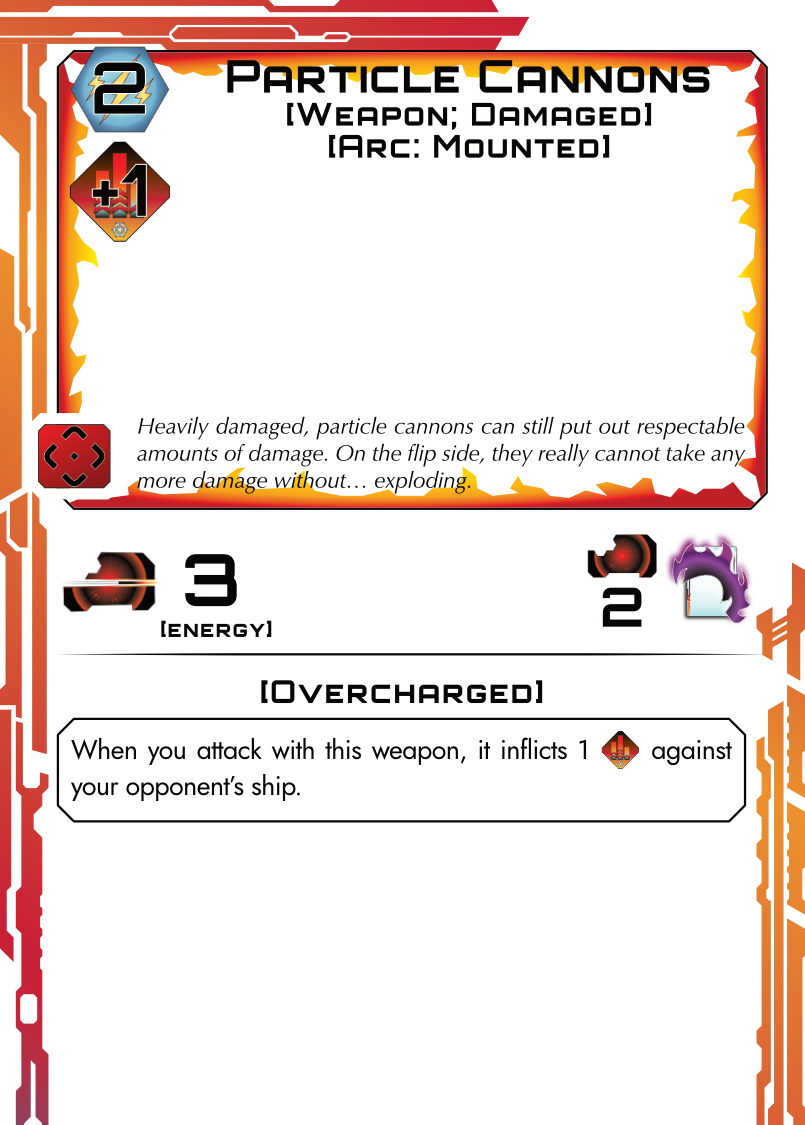 2
Particle Cannons
[Weapon; Damaged]
[Arc: Mounted]
+1
Heavily damaged, particle cannons can still put out respectable
amounts of damage. On the flip side, they really cannot take any
more damage without… exploding.
3
[energy]
2
[Overcharged]
When you attack with this weapon, it inflicts 1 against
your opponent's ship.